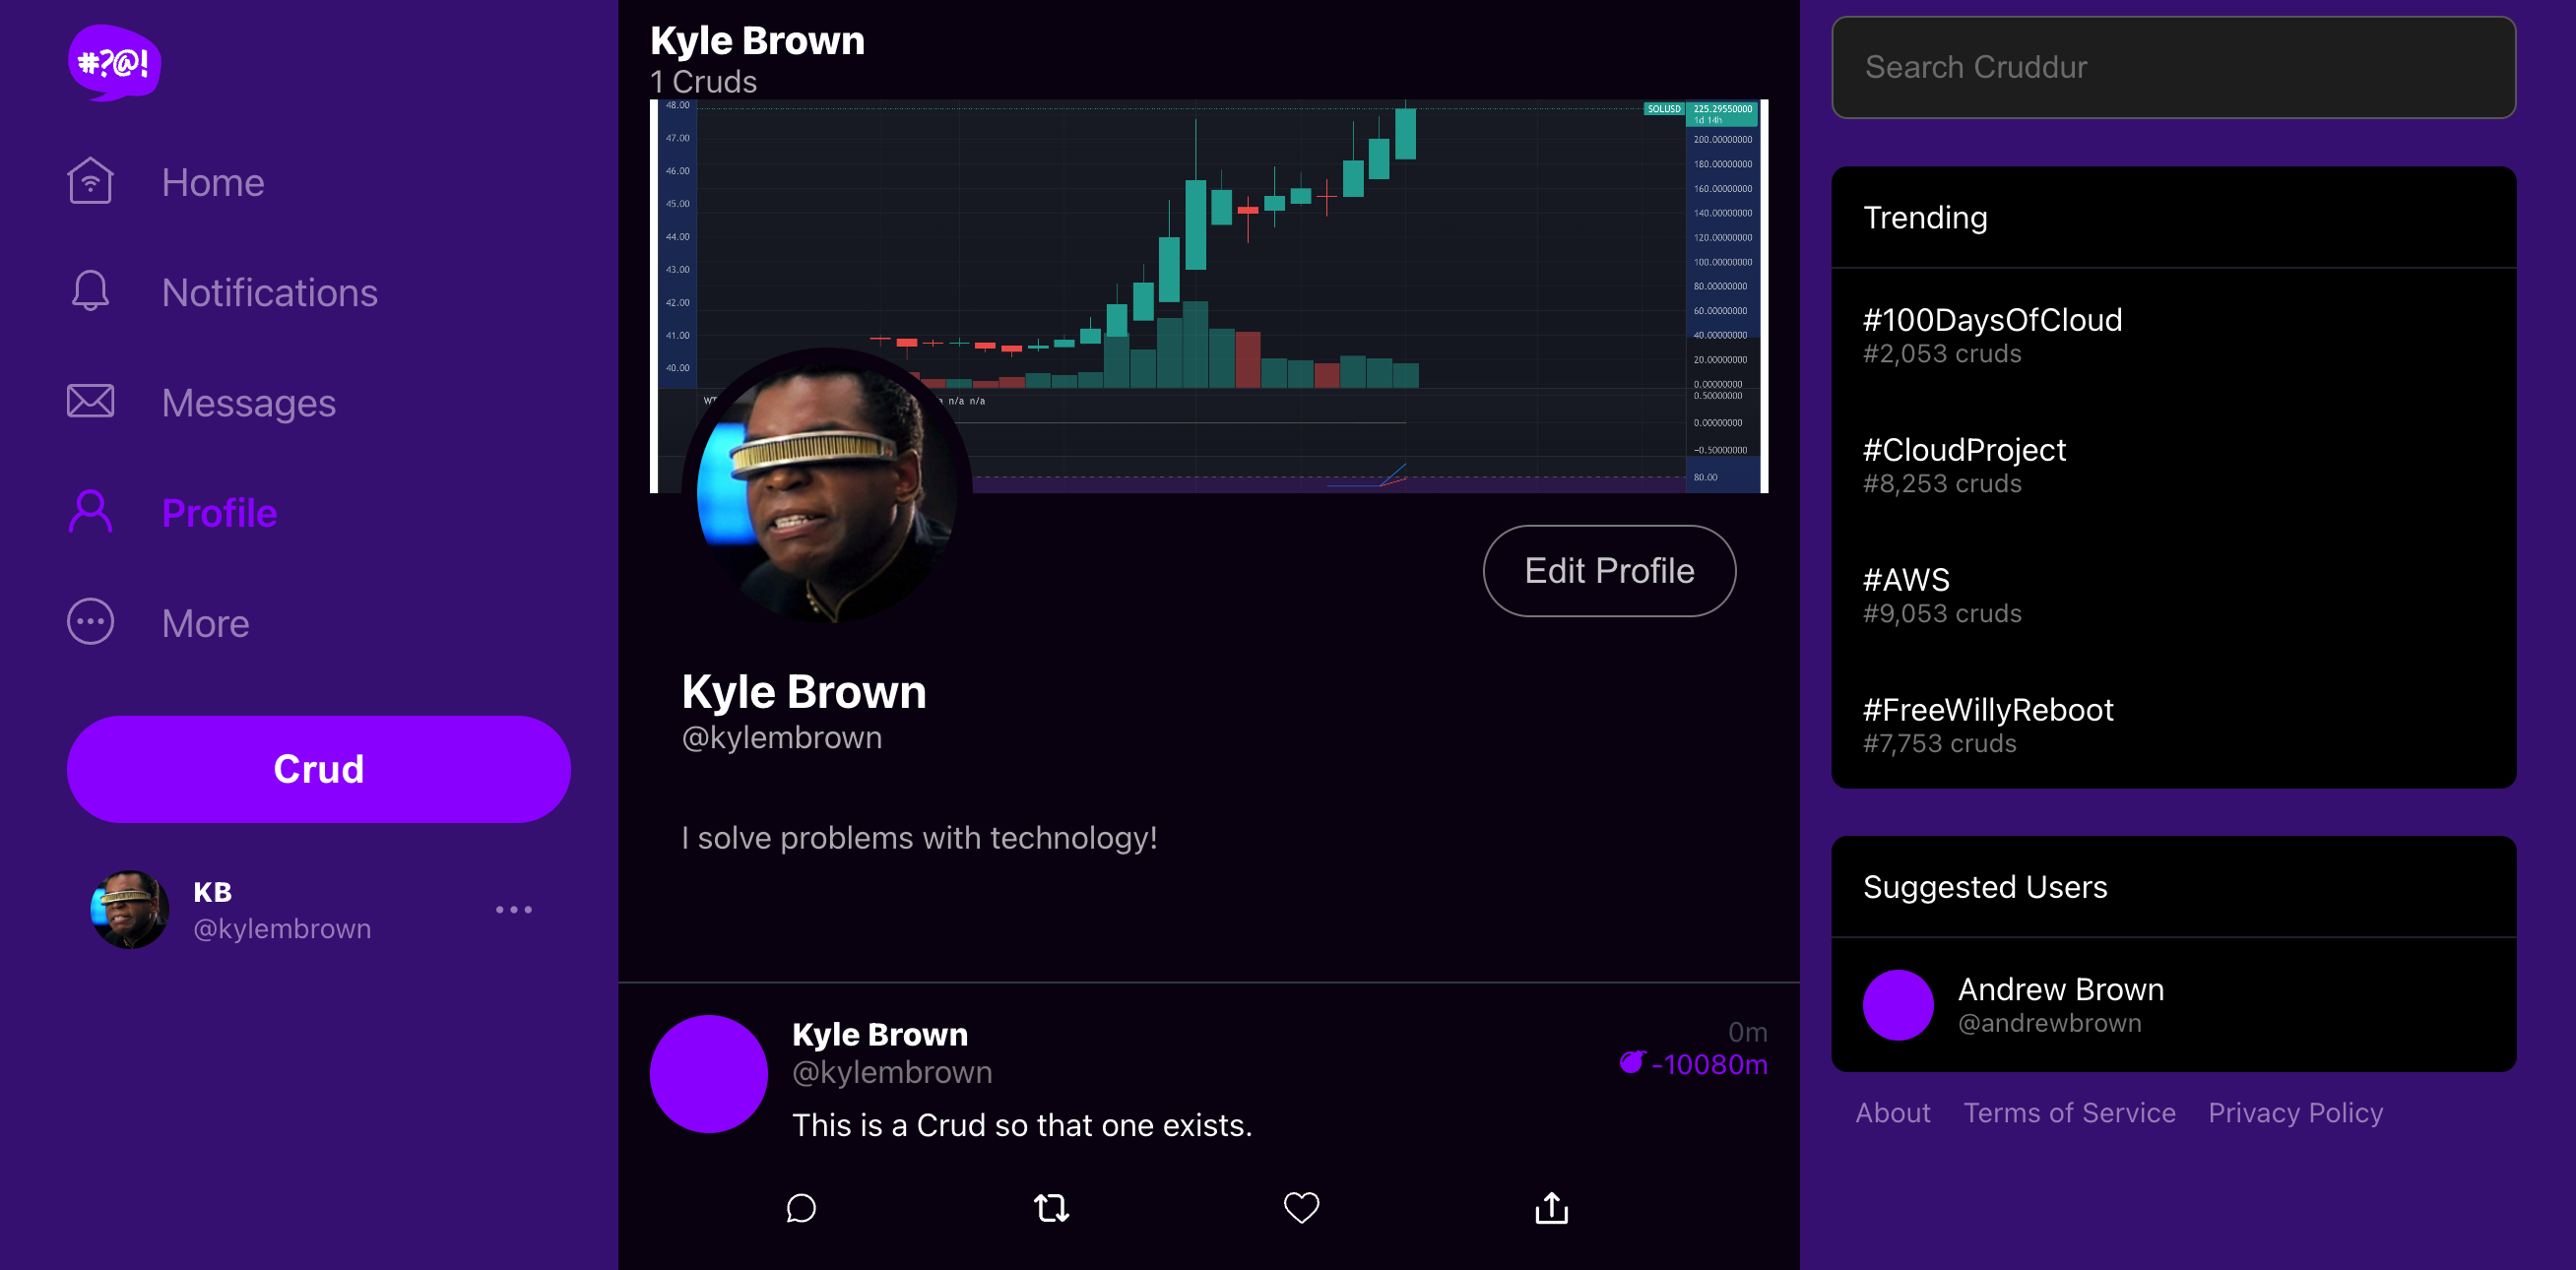 #?@!
Home
Notifications
Messages
Profile
More
Crud
KB
@kylembrown
Kyle Brown
1 Cruds
48.00
47.00
46.00
45.00
44.00
43.00
42.00
41.00
40.00
SOLUSD
225.29550000
1d 14h
200.00000000
180.00000000
160.00000000
140.00000000
120.00000000
100.00000000
80.00000000
60.00000000
40.00000000
20.00000000
0.00000000
0.50000000
0.00000000
-0.50000000
80.00
n/a n/a
Edit Profile
Kyle Brown
@kylembrown
I solve problems with technology!
Kyle Brown
@kylembrown
0m
-10080m
This is a Crud so that one exists.
Search Cruddur
Trending
#100DaysOfCloud
#2,053 cruds
#CloudProject
#8,253 cruds
#AWS
#9,053 cruds
#FreeWillyReboot
#7,753 cruds
Suggested Users
Andrew Brown
@andrewbrown
About Terms of Service Privacy Policy